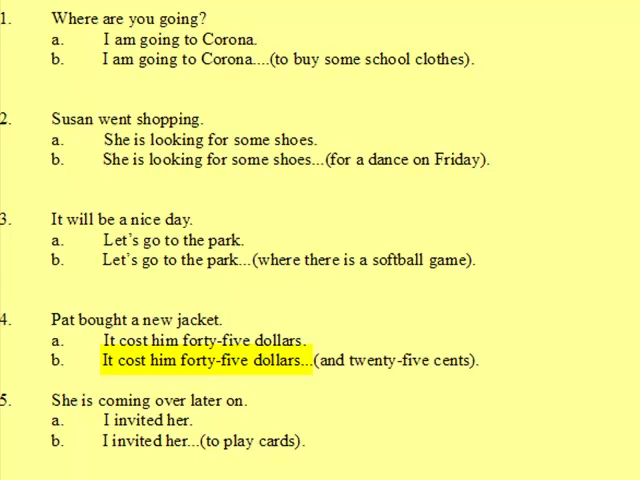 1. Where are you going?
a. I am going to Corona.
b. I am going to Corona....(to buy some school clothes).
2. Susan went shopping.
a. She is looking for some shoes.
b. She is looking for some shoes...(for a dance on Friday).
3. It will be a nice day.
a. Let's go to the park.
b. Let's go to the park...(where there is a softball game).
4. Pat bought a new jacket.
a. It cost him forty-five dollars.
b. It cost him forty-five dollars...(and twenty-five cents).
5. She is coming over later on.
a. I invited her.
b. I invited her...(to play cards).